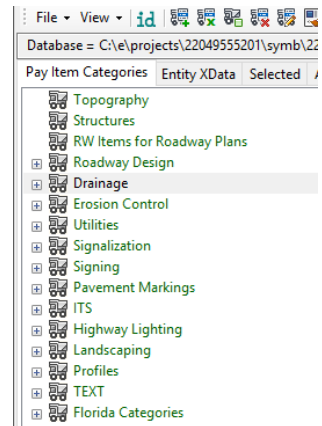 File View id
Database = C:\e\projects\22049555201\symb\22
Pay Item Categories Entity XData Selected
Topography
Structures
RW Items for Roadway Plans
Roadway Design
Drainage
Erosion Control
Utilities
Signalization
Signing
Pavement Markings
ITS
Highway Lighting
Landscaping
Profiles
TEXT
Florida Categories